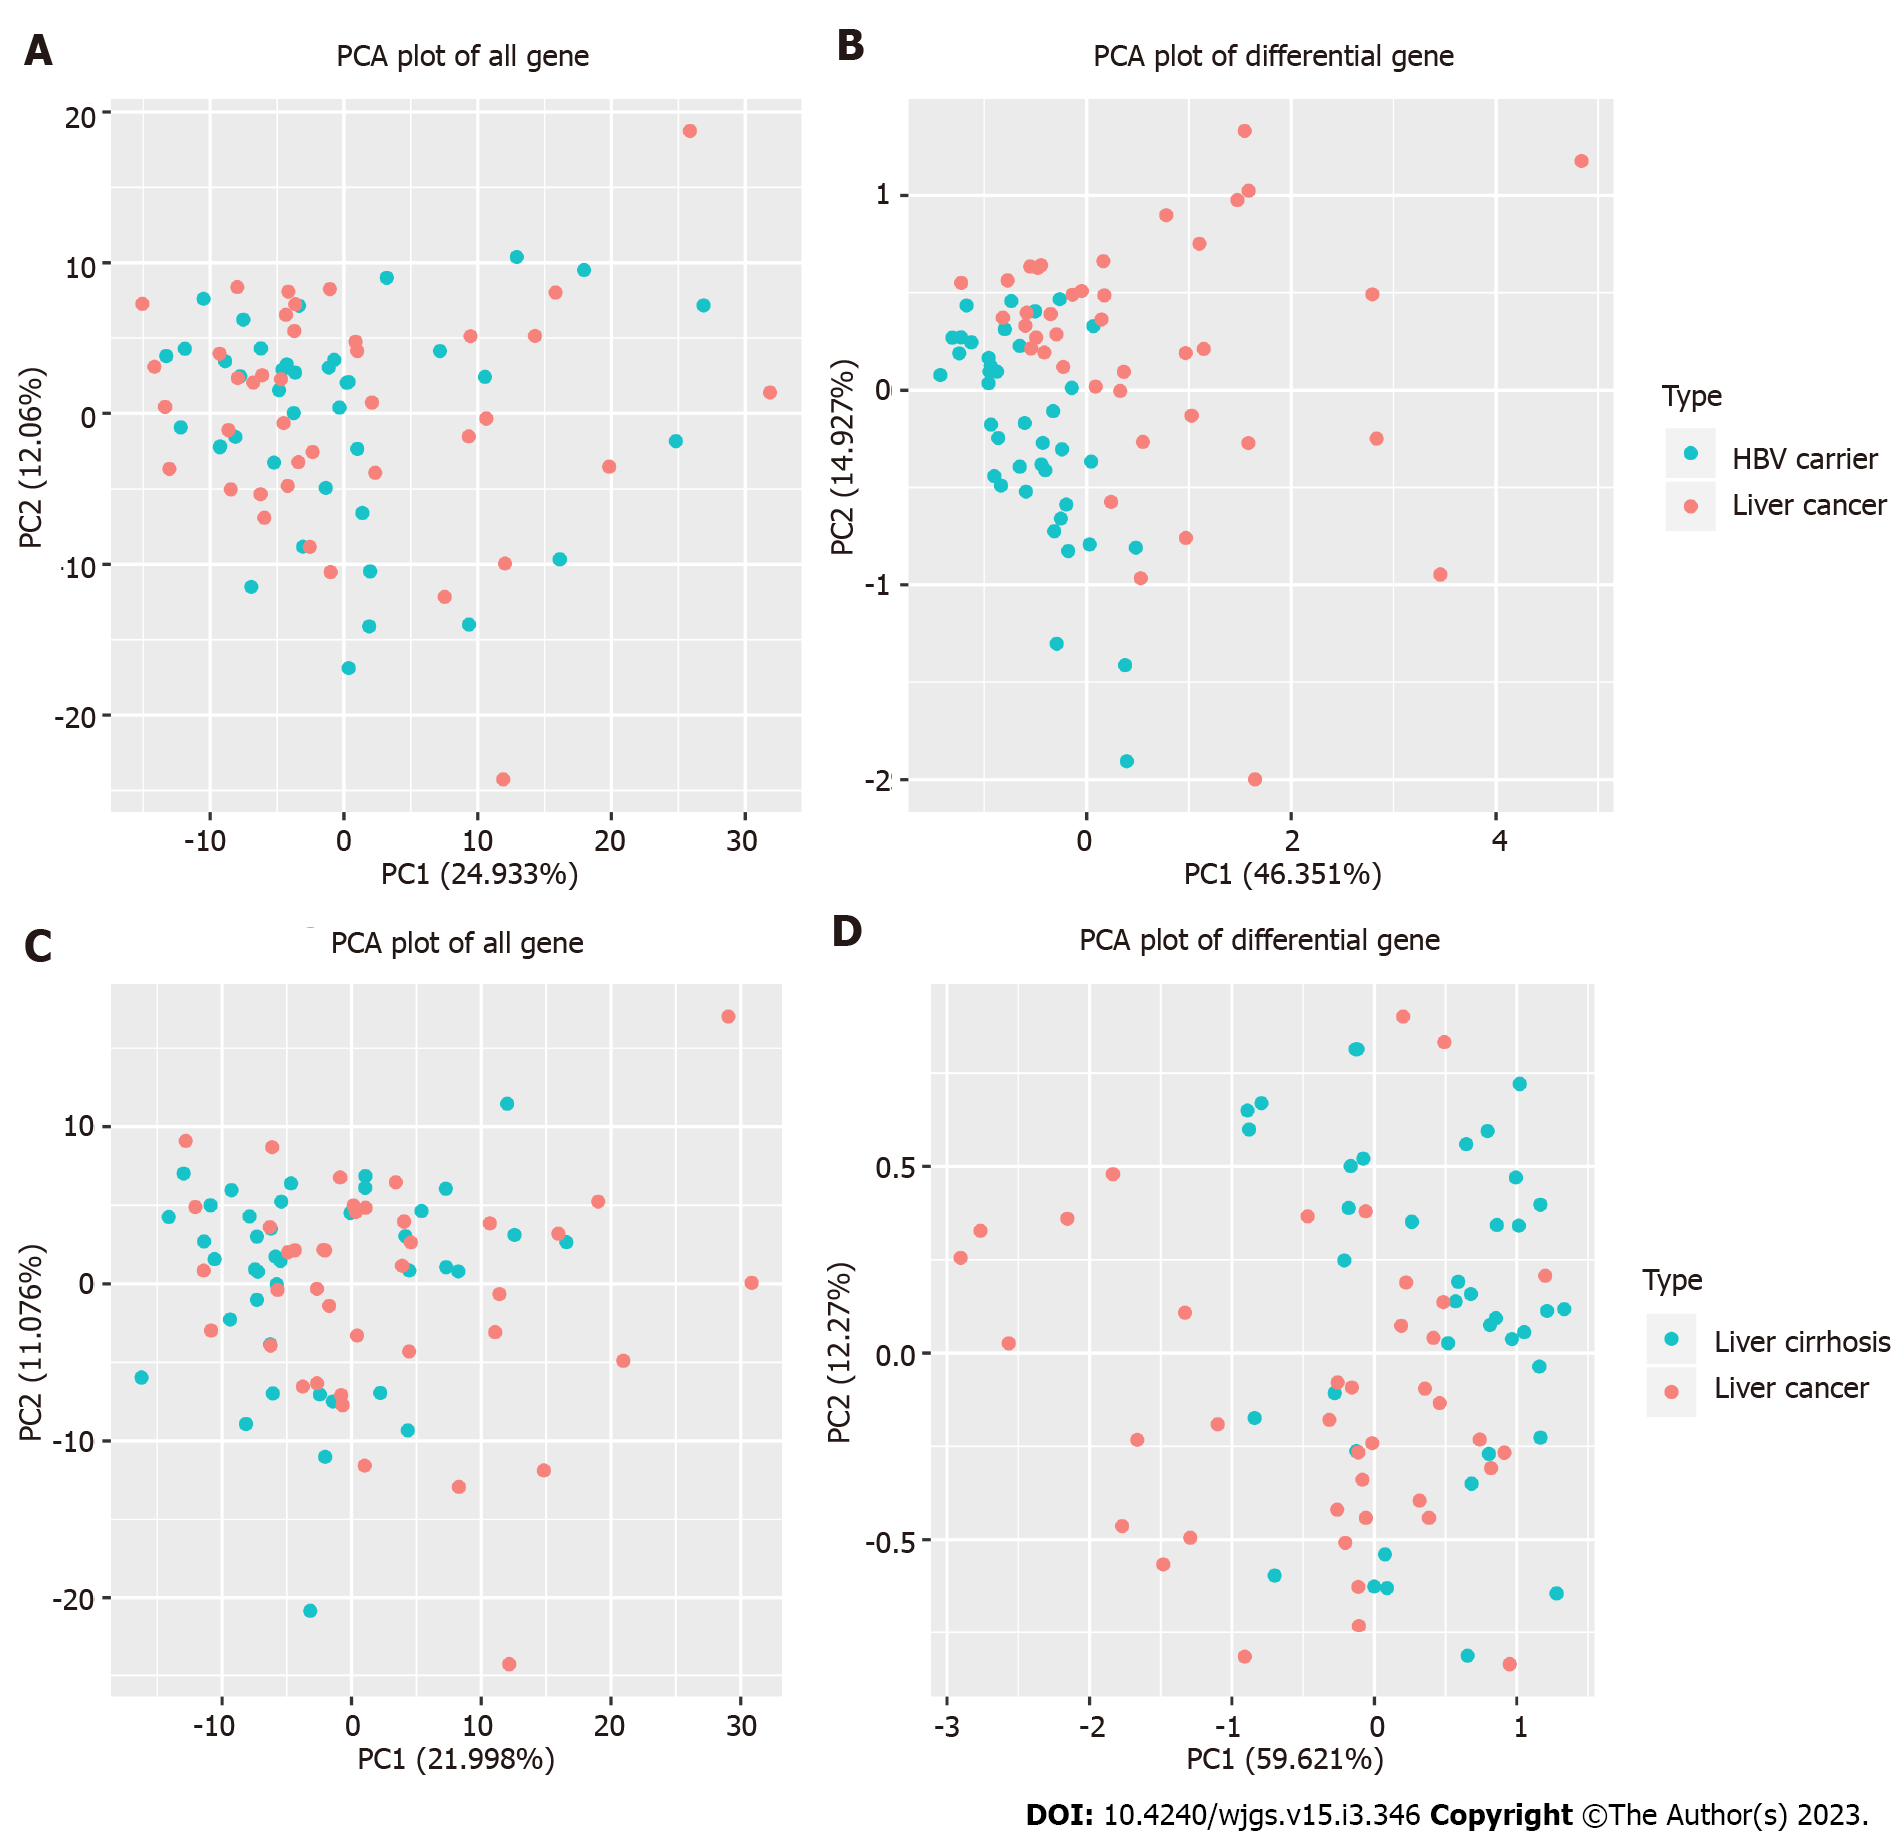 A
PCA plot of all gene
20
10
0
-10
-20
PC2 (12.06%)
-10 0 10 20 30
PC1 (24.933%)
B
PCA plot of differential gene
1
0
-1
-2
PC2 (14.927%)
0 2 4
PC1 (46.351%)
Type
HBV carrier
Liver cancer
C
PCA plot of all gene
10
0
-10
-20
PC2 (11.076%)
-10 0 10 20 30
PC1 (21.998%)
D
PCA plot of differential gene
0.5
0.0
-0.5
PC2 (12.27%)
-3 -2 -1 0 1
PC1 (59.621%)
Type
Liver cirrhosis
Liver cancer
DOI: 10.4240/wjgs.v15.i3.346 Copyright ©The Author(s) 2023.